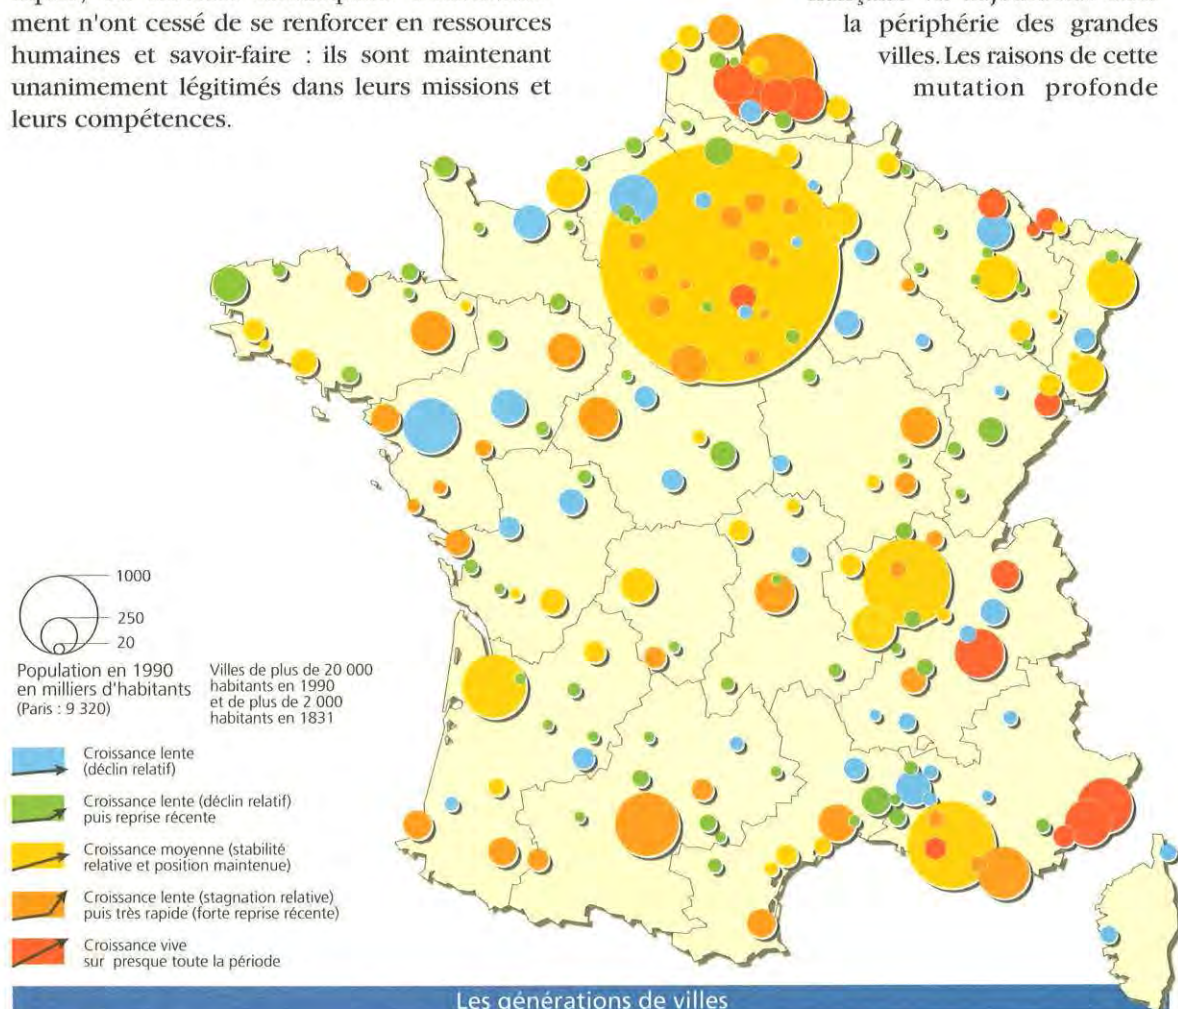 ment n'ont cessé de se renforcer en ressources
humaines et savoir-faire : ils sont maintenant
unanimement légitimés dans leurs missions et
leurs compétences.
la périphérie des grandes
villes. Les raisons de cette
mutation profonde
1000
250
20
Population en 1990
en milliers d'habitants
(Paris : 9 320)
Villes de plus de 20 000
habitants en 1990
et de plus de 2 000
habitants en 1831
Croissance lente
(déclin relatif)
Croissance lente (déclin relatif)
puis reprise récente
Croissance moyenne (stabilité
relative et position maintenue)
Croissance lente (stagnation relative)
puis très rapide (forte reprise récente)
Croissance vive
sur presque toute la période
Les générations de villes